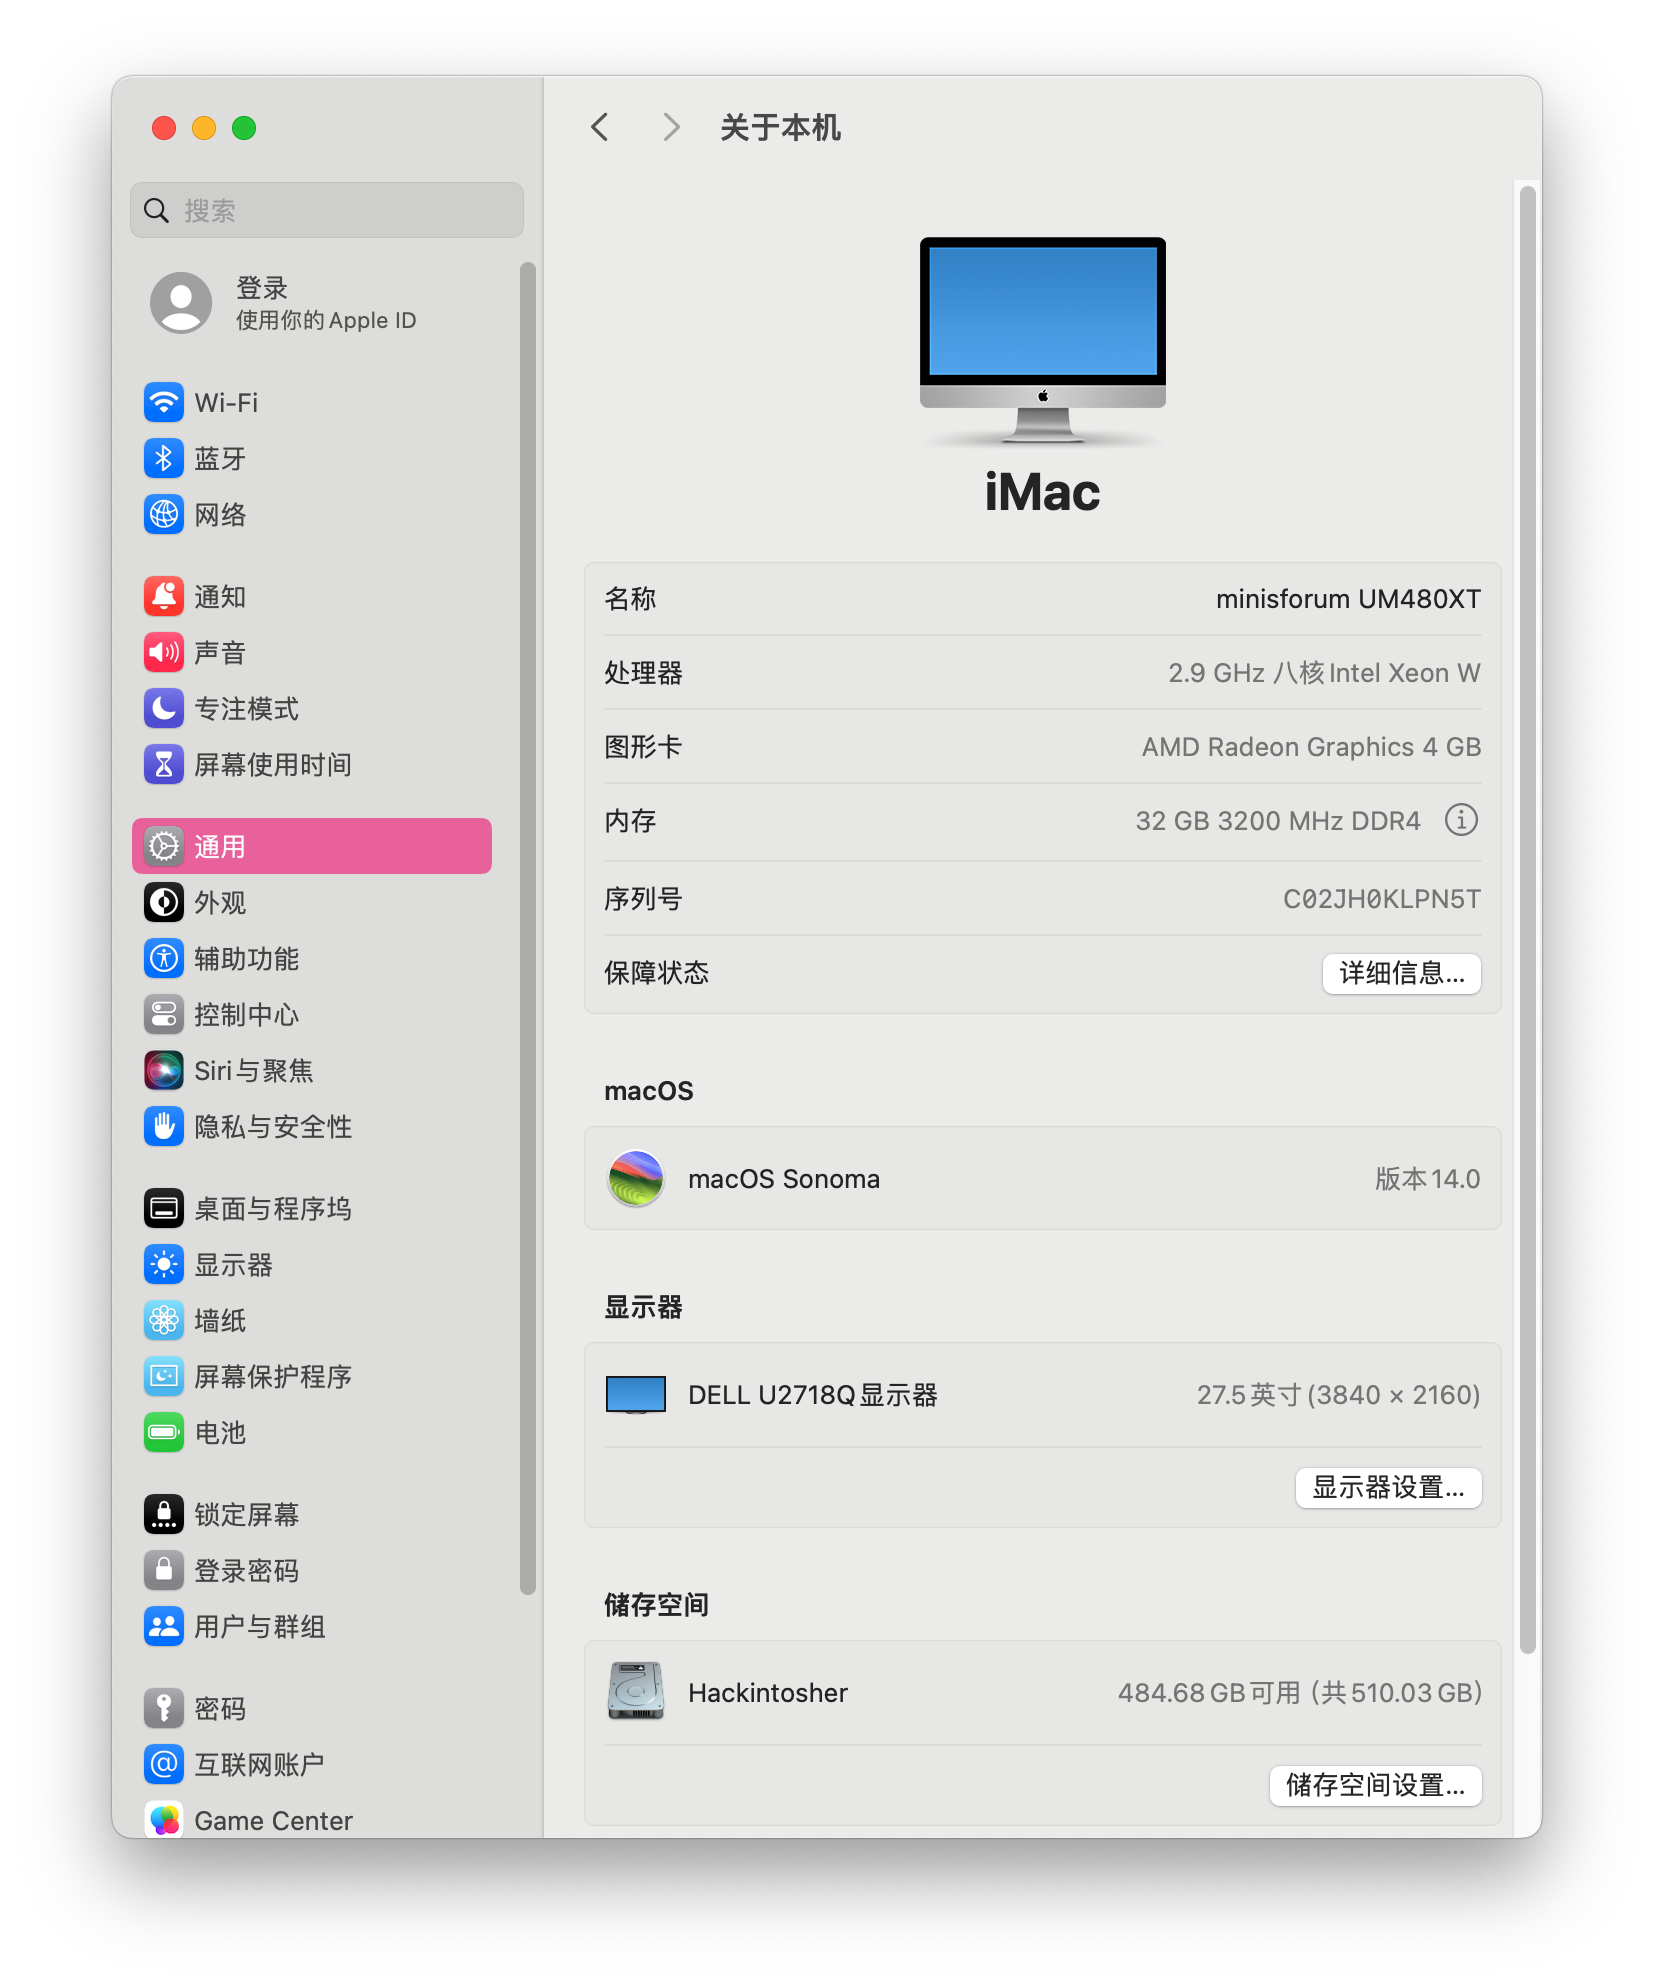 关于本机
搜索
登录
使用你的Apple ID
Wi-Fi
蓝牙
网络
通知
声音
专注模式
屏幕使用时间
通用
外观
辅助功能
控制中心
Siri与聚焦
隐私与安全性
桌面与程序坞
显示器
墙纸
屏幕保护程序
电池
锁定屏幕
登录密码
用户与群组
密码
互联网账户
Game Center
iMac
名称 minisforum UM480XT
处理器 2.9 GHz 八核Intel Xeon W
图形卡 AMD Radeon Graphics 4 GB
内存 32 GB 3200 MHz DDR4
序列号 C02JH0KLPN5T
保障状态 详细信息...
macOS
macOS Sonoma 版本14.0
显示器
DELL U2718Q显示器 27.5英寸(3840 × 2160)
显示器设置...
储存空间
Hackintosher 484.68 GB可用 (共510.03 GB)
储存空间设置...